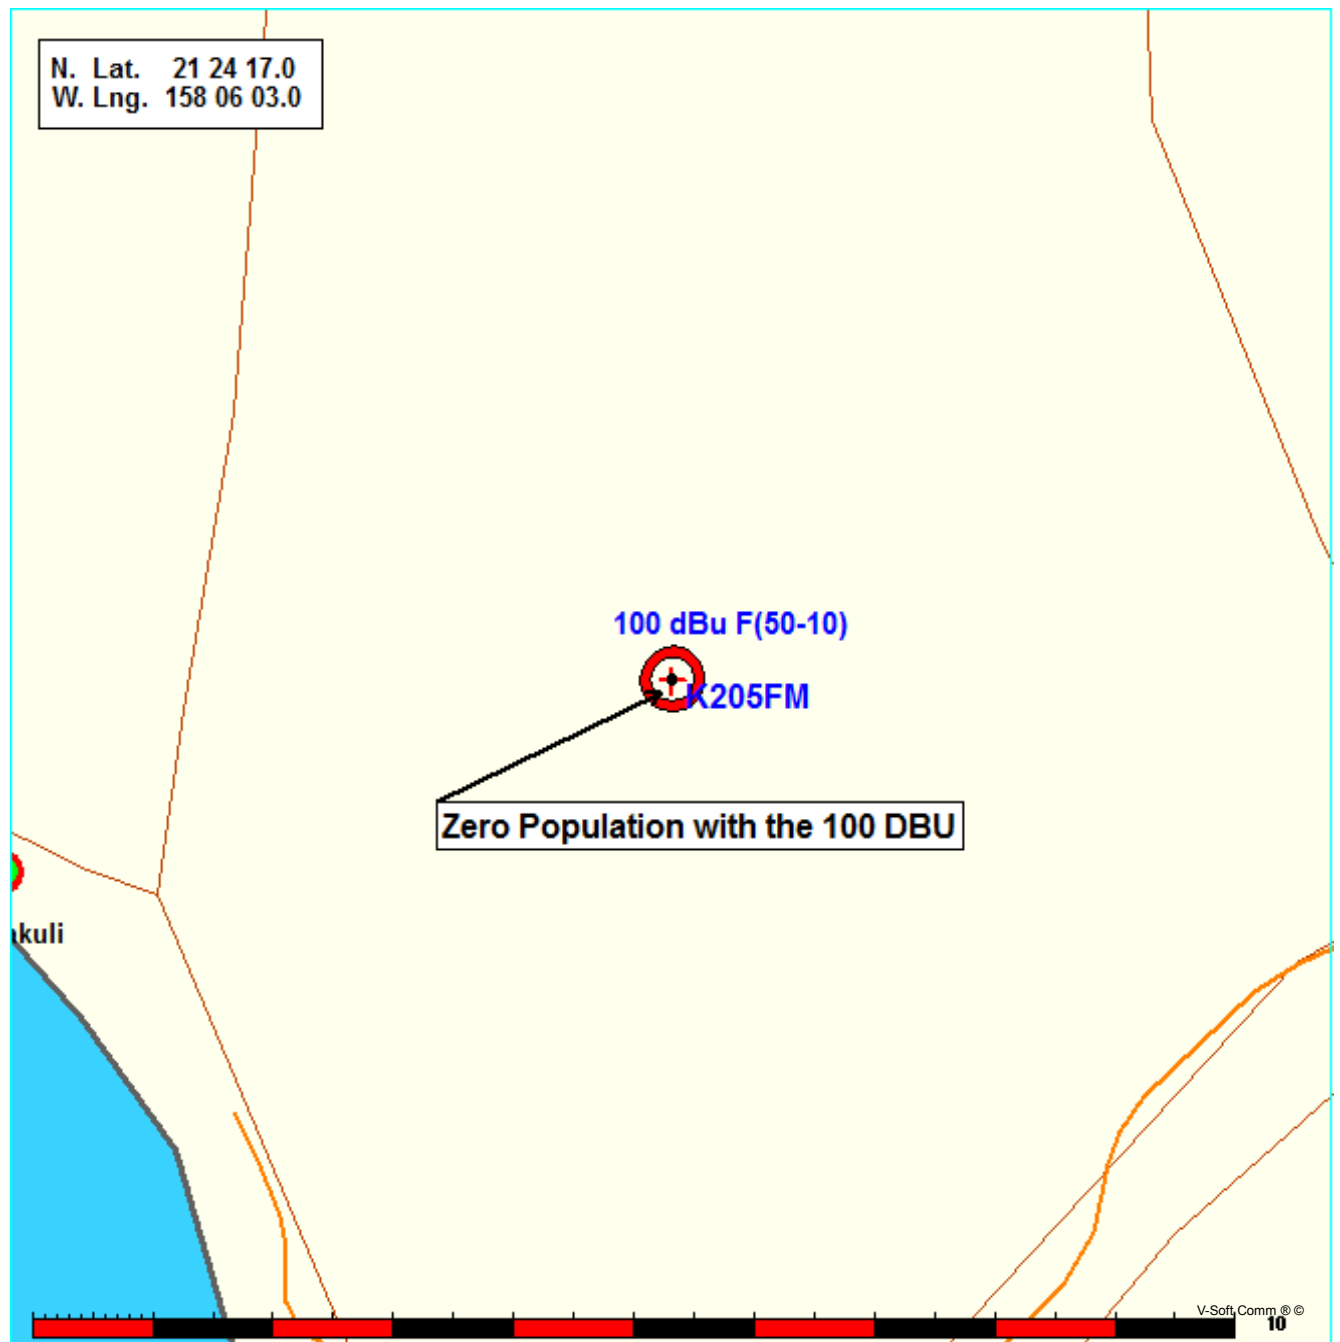 N. Lat. 21 24 17.0
W. Lng. 158 06 03.0
100 dBu F(50-10)
K205FM
Zero Population with the 100 DBU
akuli
V-Soft Comm ® ©
10